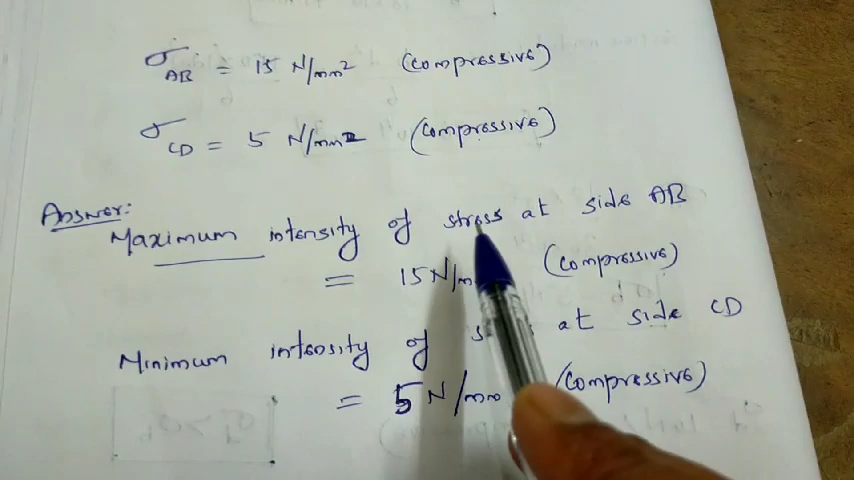 σAB = 15 N/mm² (compressive)
σCD = 5 N/mm2 (compressive)
Answer:
Maximum intensity of stress at side AB
= 15 N/m (compressive)
Minimum intensity of s at side CD
= 5 N/mm (compressive)